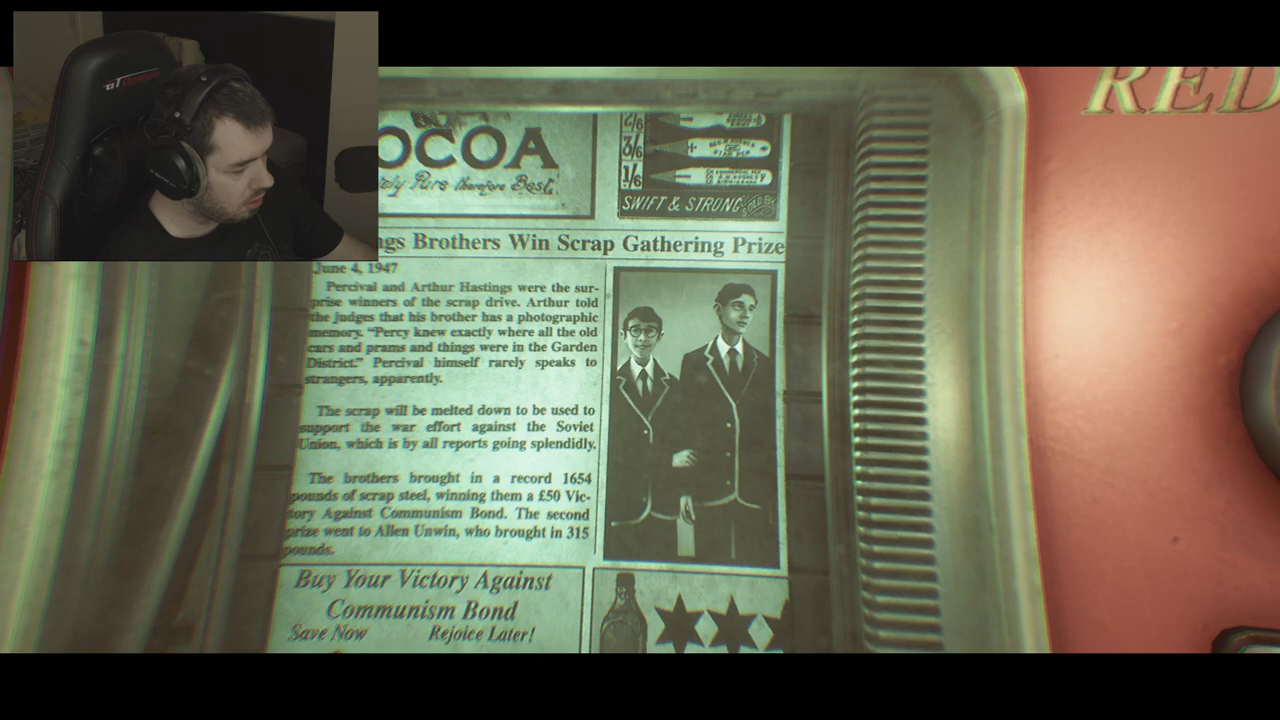 RED
OCOA
ely Pure therefore Best.
2/6
3/6
1/6
SWIFT & STRONG
ngs Brothers Win Scrap Gathering Prize
June 4, 1947
Percival and Arthur Hastings were the sur-
prise winners of the scrap drive. Arthur told
the judges that his brother has a photographic
memory. “Percy knew exactly where all the old
cars and prams and things were in the Garden
District.” Percival himself rarely speaks to
strangers, apparently.
The scrap will be melted down to be used to
support the war effort against the Soviet
Union, which is by all reports going splendidly.
The brothers brought in a record 1654
pounds of scrap steel, winning them a £50 Vic-
tory Against Communism Bond. The second
prize went to Allen Unwin, who brought in 315
pounds.
Buy Your Victory Against
Communism Bond
Save Now Rejoice Later!